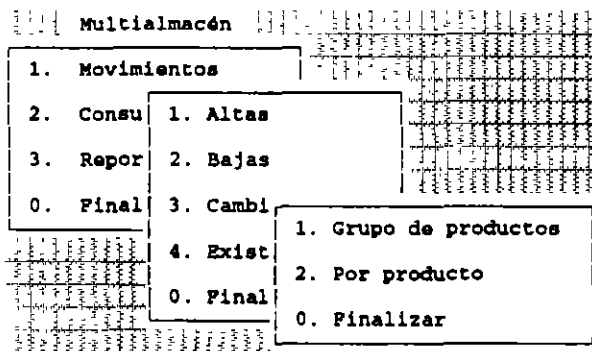 Multialmacén
1. Movimientos
2. Consu
3. Repor
0. Final
1. Altas
2. Bajas
3. Cambi
4. Exist
0. Final
1. Grupo de productos
2. Por producto
0. Finalizar